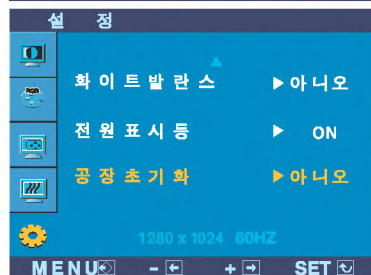 설 정
RGB
화이트발란스 ▶아니오
전원표시등 ▶ ON
공장초기화 ▶아니오
1280 x 1024 60HZ
MENU - + SET